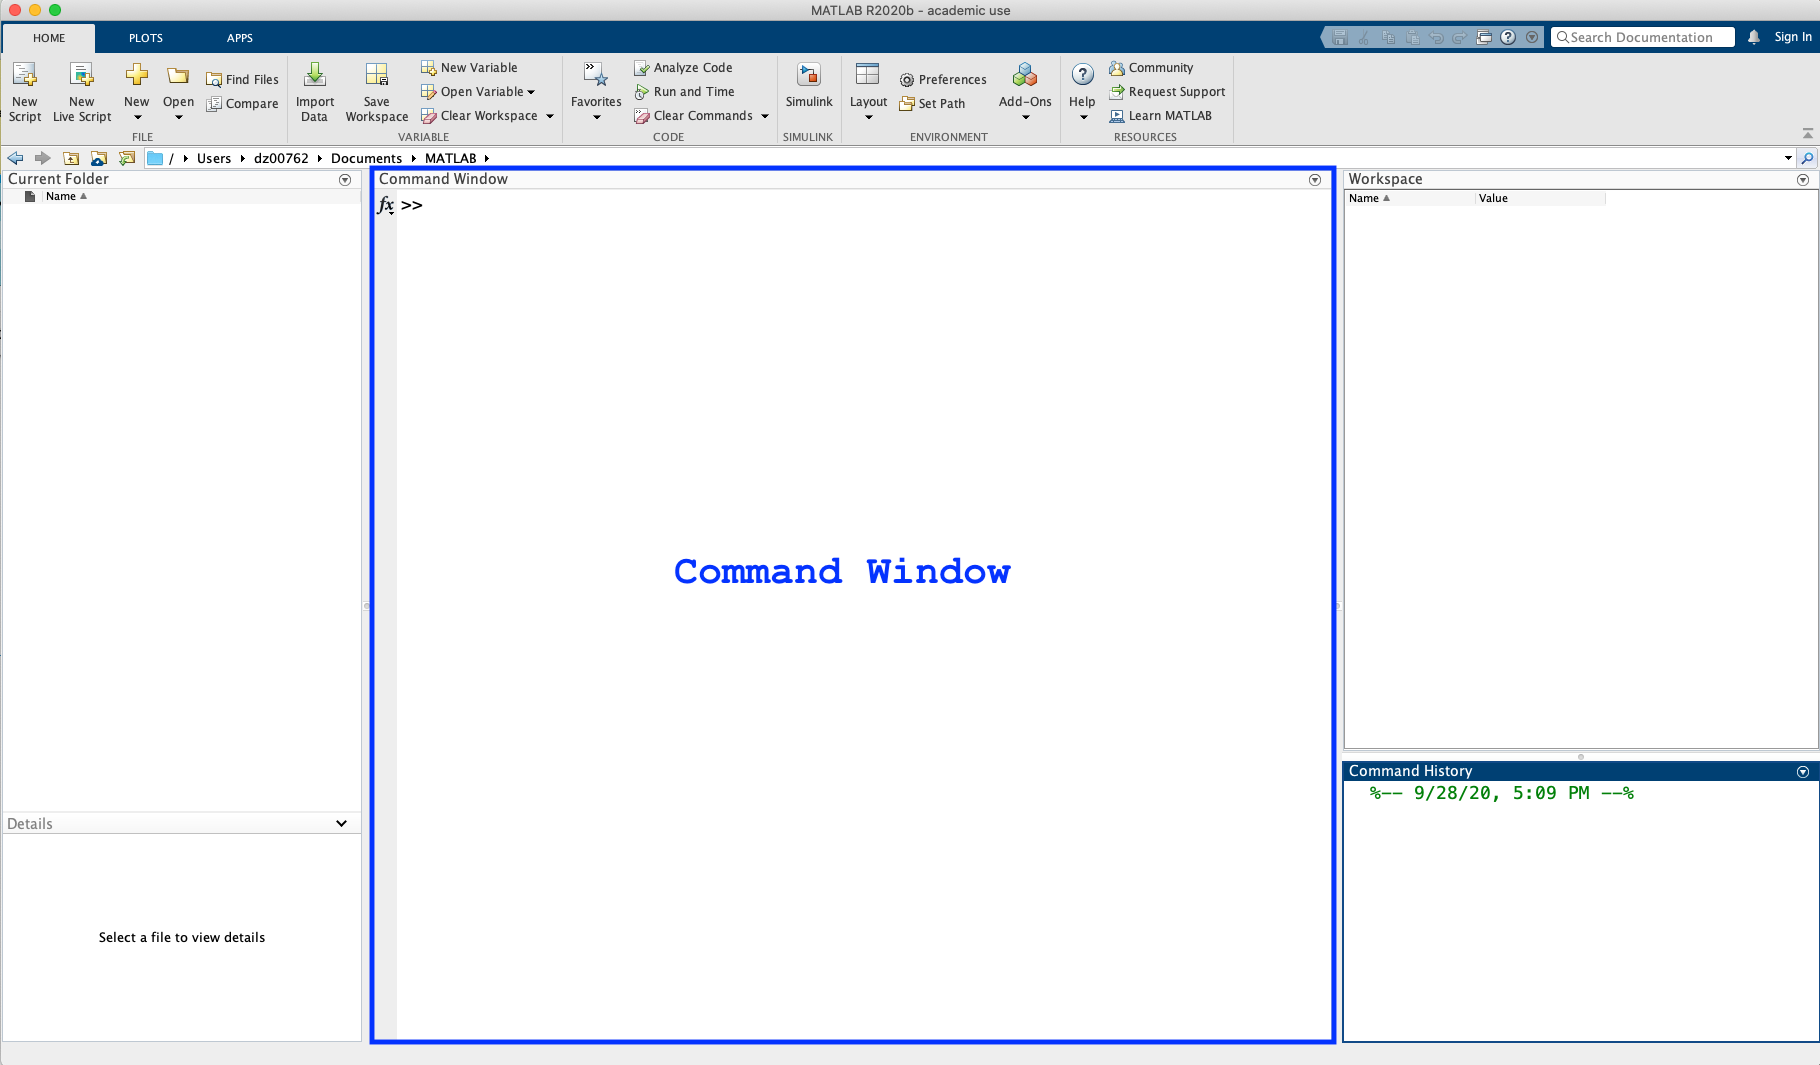 MATLAB R2020b - academic use
HOME PLOTS APPS
Search Documentation Sign In
New Script
New Live Script
New
Open
Find Files
Compare
FILE
Import Data
Save Workspace
New Variable
Open Variable
Clear Workspace
VARIABLE
Favorites
Analyze Code
Run and Time
Clear Commands
CODE
Simulink
SIMULINK
Layout
Preferences
Set Path
Add-Ons
ENVIRONMENT
Help
Community
Request Support
Learn MATLAB
RESOURCES
/ Users dz00762 Documents MATLAB
Current Folder
Name
Details
Select a file to view details
Command Window
fx >>
Command Window
Workspace
Name Value
Command History
%-- 9/28/20, 5:09 PM --%